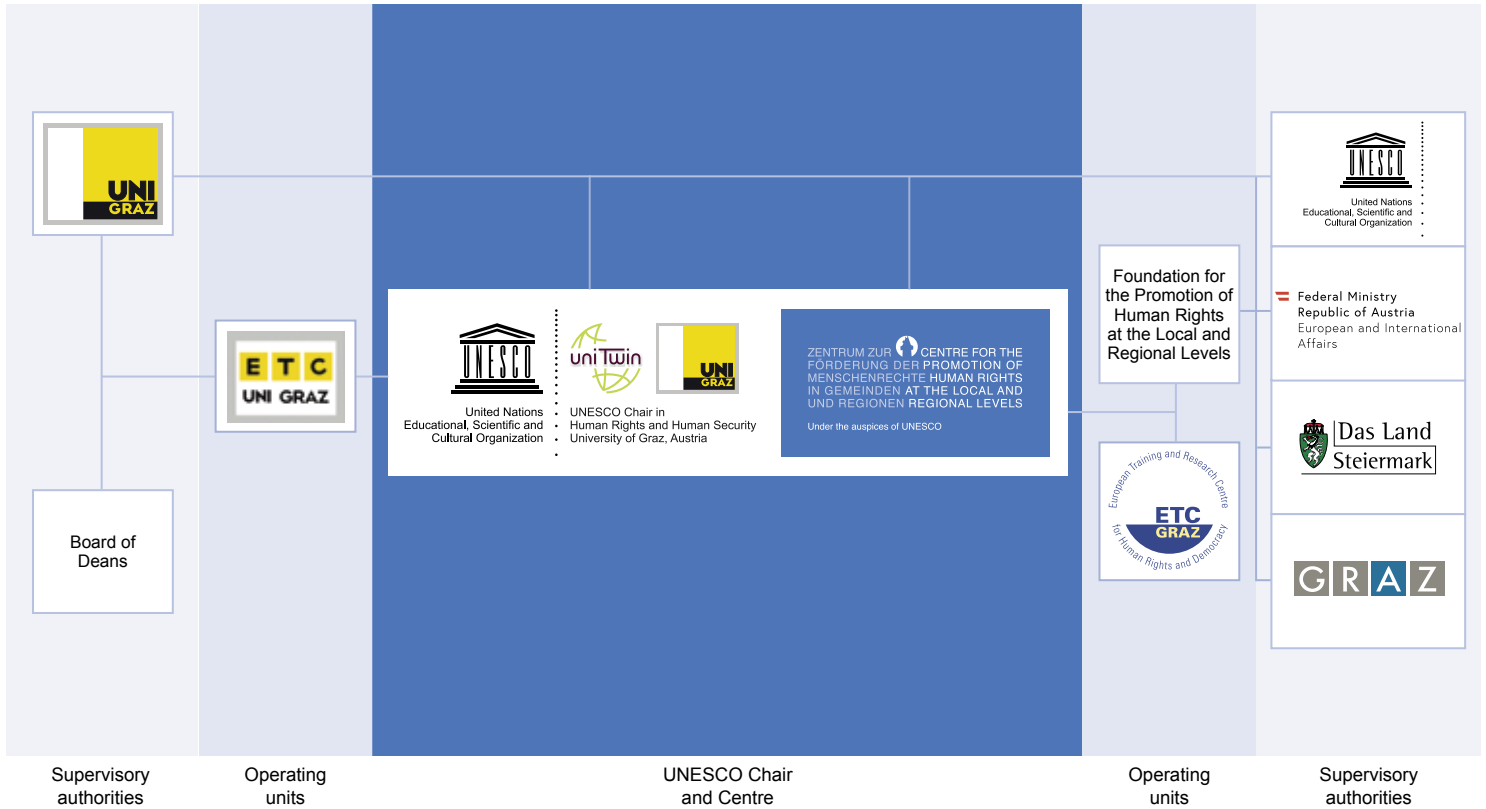 UNI
GRAZ
Board of
Deans
E T C
UNI GRAZ
UNESCO
United Nations
Educational, Scientific and
Cultural Organization
uniTwin
UNI
GRAZ
UNESCO Chair in
Human Rights and Human Security
University of Graz, Austria
ZENTRUM ZUR CENTRE FOR THE
FÖRDERUNG DER PROMOTION OF
MENSCHENRECHTE HUMAN RIGHTS
IN GEMEINDEN AT THE LOCAL AND
UND REGIONEN REGIONAL LEVELS
Under the auspices of UNESCO
Foundation for
the Promotion of
Human Rights
at the Local and
Regional Levels
European Training and Research Centre
for Human Rights and Democracy
ETC
GRAZ
UNESCO
United Nations
Educational, Scientific and
Cultural Organization
Federal Ministry
Republic of Austria
European and International
Affairs
Das Land
Steiermark
GRAZ
Supervisory
authorities
Operating
units
UNESCO Chair
and Centre
Operating
units
Supervisory
authorities